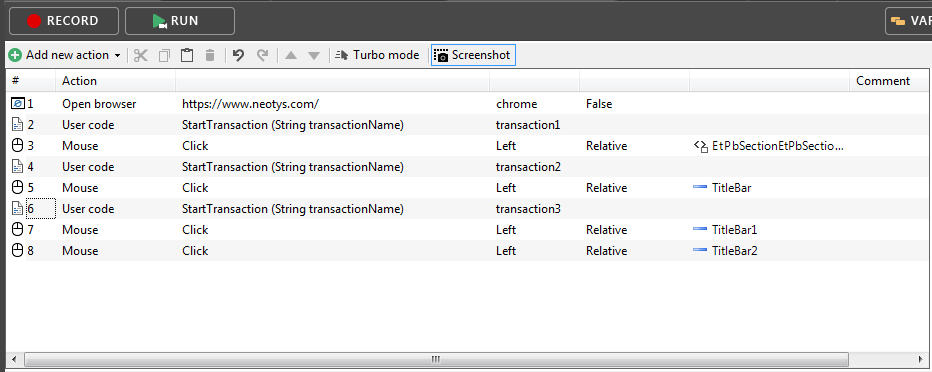 RECORD RUN VAR
Add new action Turbo mode Screenshot
# Action Comment
1 Open browser https://www.neotys.com/ chrome False
2 User code StartTransaction (String transactionName) transaction1
3 Mouse Click Left Relative EtPbSectionEtPbSectio...
4 User code StartTransaction (String transactionName) transaction2
5 Mouse Click Left Relative TitleBar
6 User code StartTransaction (String transactionName) transaction3
7 Mouse Click Left Relative TitleBar1
8 Mouse Click Left Relative TitleBar2